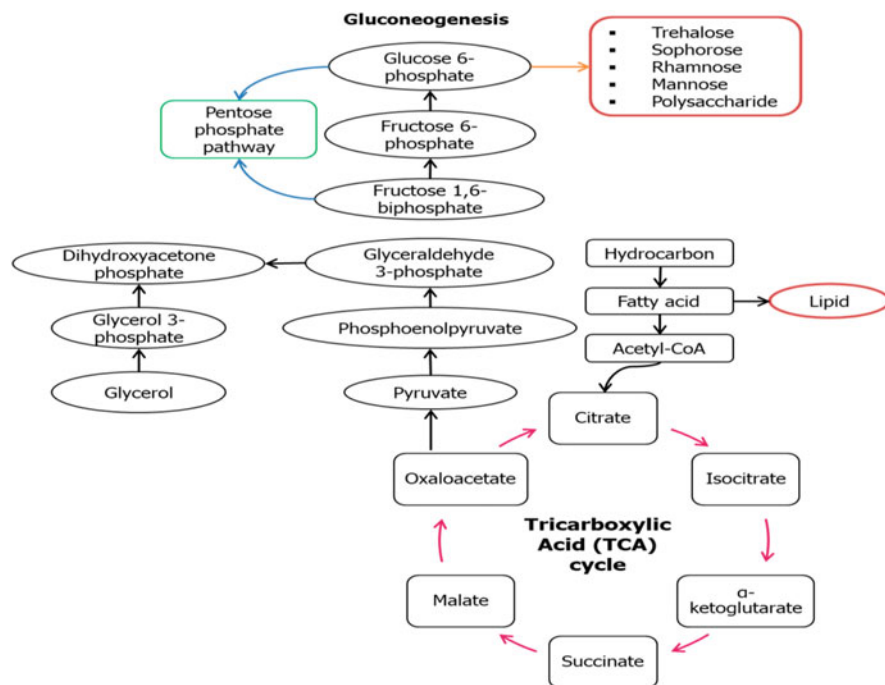 Gluconeogenesis
Glucose 6-
phosphate
▪ Trehalose
▪ Sophorose
▪ Rhamnose
▪ Mannose
▪ Polysaccharide
Pentose
phosphate
pathway
Fructose 6-
phosphate
Fructose 1,6-
biphosphate
Dihydroxyacetone
phosphate
Glyceraldehyde
3-phosphate
Hydrocarbon
Fatty acid
Lipid
Glycerol 3-
phosphate
Phosphoenolpyruvate
Acetyl-CoA
Glycerol
Pyruvate
Citrate
Oxaloacetate
Isocitrate
Tricarboxylic
Acid (TCA)
cycle
Malate
α-
ketoglutarate
Succinate